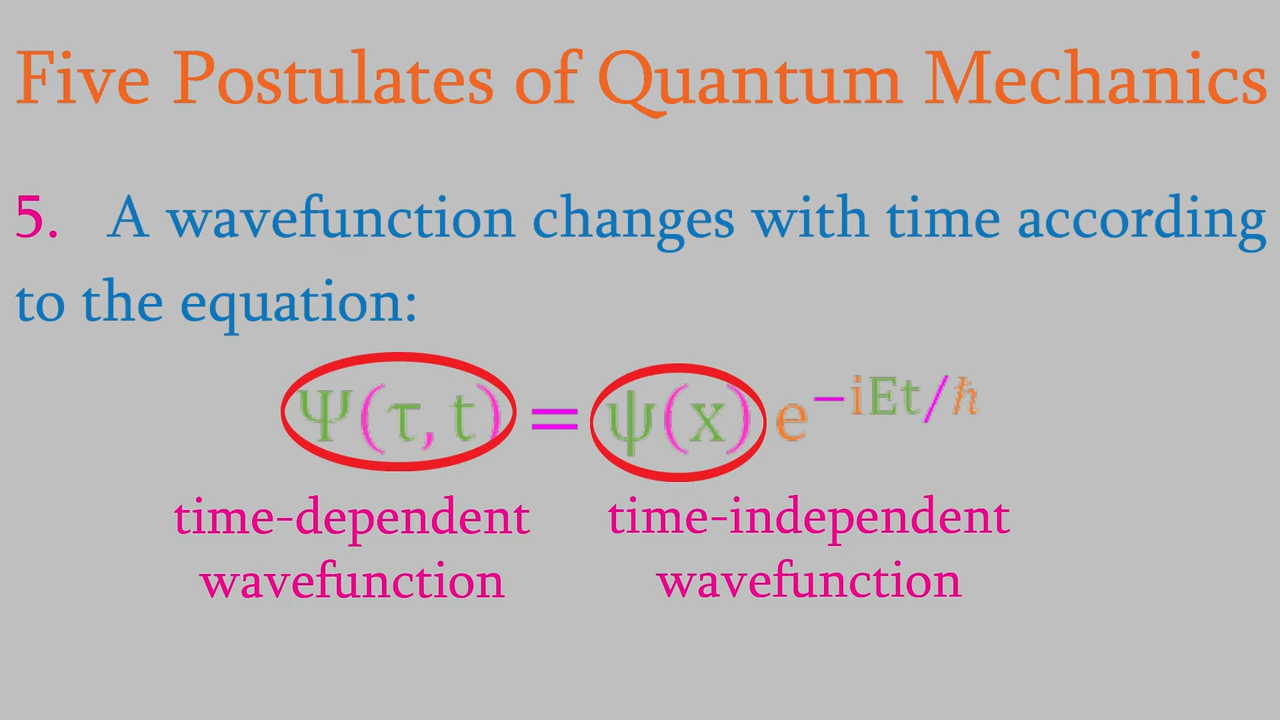 Five Postulates of Quantum Mechanics
5. A wavefunction changes with time according
to the equation:
Ψ(τ, t) = ψ(x) e^−iEt/ℏ
time-dependent time-independent
wavefunction wavefunction